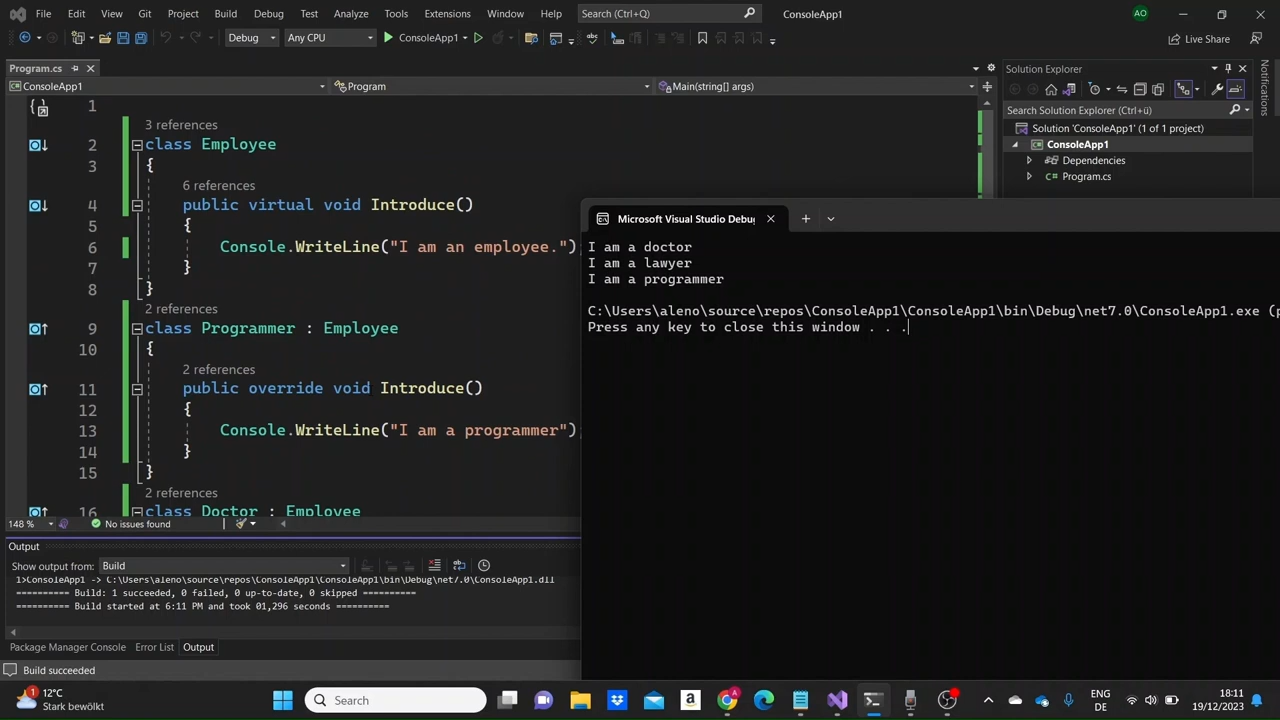 File Edit View Git Project Build Debug Test Analyze Tools Extensions Window Help Search (Ctrl+Q) ConsoleApp1 AO
Debug Any CPU ConsoleApp1 Live Share
Program.cs
ConsoleApp1 Program Main(string[] args)
1
3 references
2 class Employee
3 {
6 references
4 public virtual void Introduce()
5 {
6 Console.WriteLine("I am an employee.");
7 }
8 }
2 references
9 class Programmer : Employee
10 {
2 references
11 public override void Introduce()
12 {
13 Console.WriteLine("I am a programmer")
14 }
15 }
2 references
16 class Doctor : Employee
148 % No issues found
Output
Show output from: Build
1>ConsoleApp1 -> C:\Users\aleno\source\repos\ConsoleApp1\ConsoleApp1\bin\Debug\net7.0\ConsoleApp1.dll
========== Build: 1 succeeded, 0 failed, 0 up-to-date, 0 skipped ==========
========== Build started at 6:11 PM and took 01,296 seconds ==========
Package Manager Console Error List Output
Build succeeded
Solution Explorer
Search Solution Explorer (Ctrl+ü)
Solution 'ConsoleApp1' (1 of 1 project)
ConsoleApp1
Dependencies
C# Program.cs
Notifications
Microsoft Visual Studio Debug
I am a doctor
I am a lawyer
I am a programmer
C:\Users\aleno\source\repos\ConsoleApp1\ConsoleApp1\bin\Debug\net7.0\ConsoleApp1.exe (p
Press any key to close this window . . .
1
12°C
Stark bewölkt
Search
ENG
DE
18:11
19/12/2023